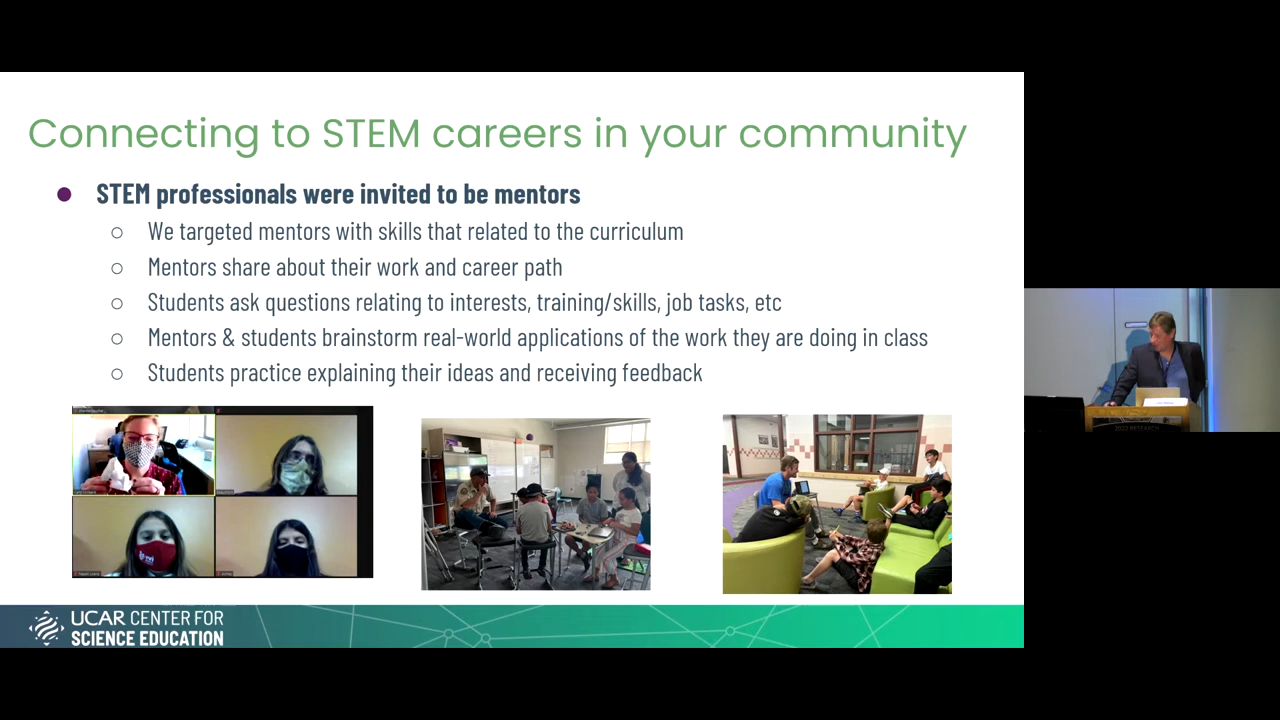 Connecting to STEM careers in your community
● STEM professionals were invited to be mentors
○ We targeted mentors with skills that related to the curriculum
○ Mentors share about their work and career path
○ Students ask questions relating to interests, training/skills, job tasks, etc
○ Mentors & students brainstorm real-world applications of the work they are doing in class
○ Students practice explaining their ideas and receiving feedback
UCAR CENTER FOR
SCIENCE EDUCATION